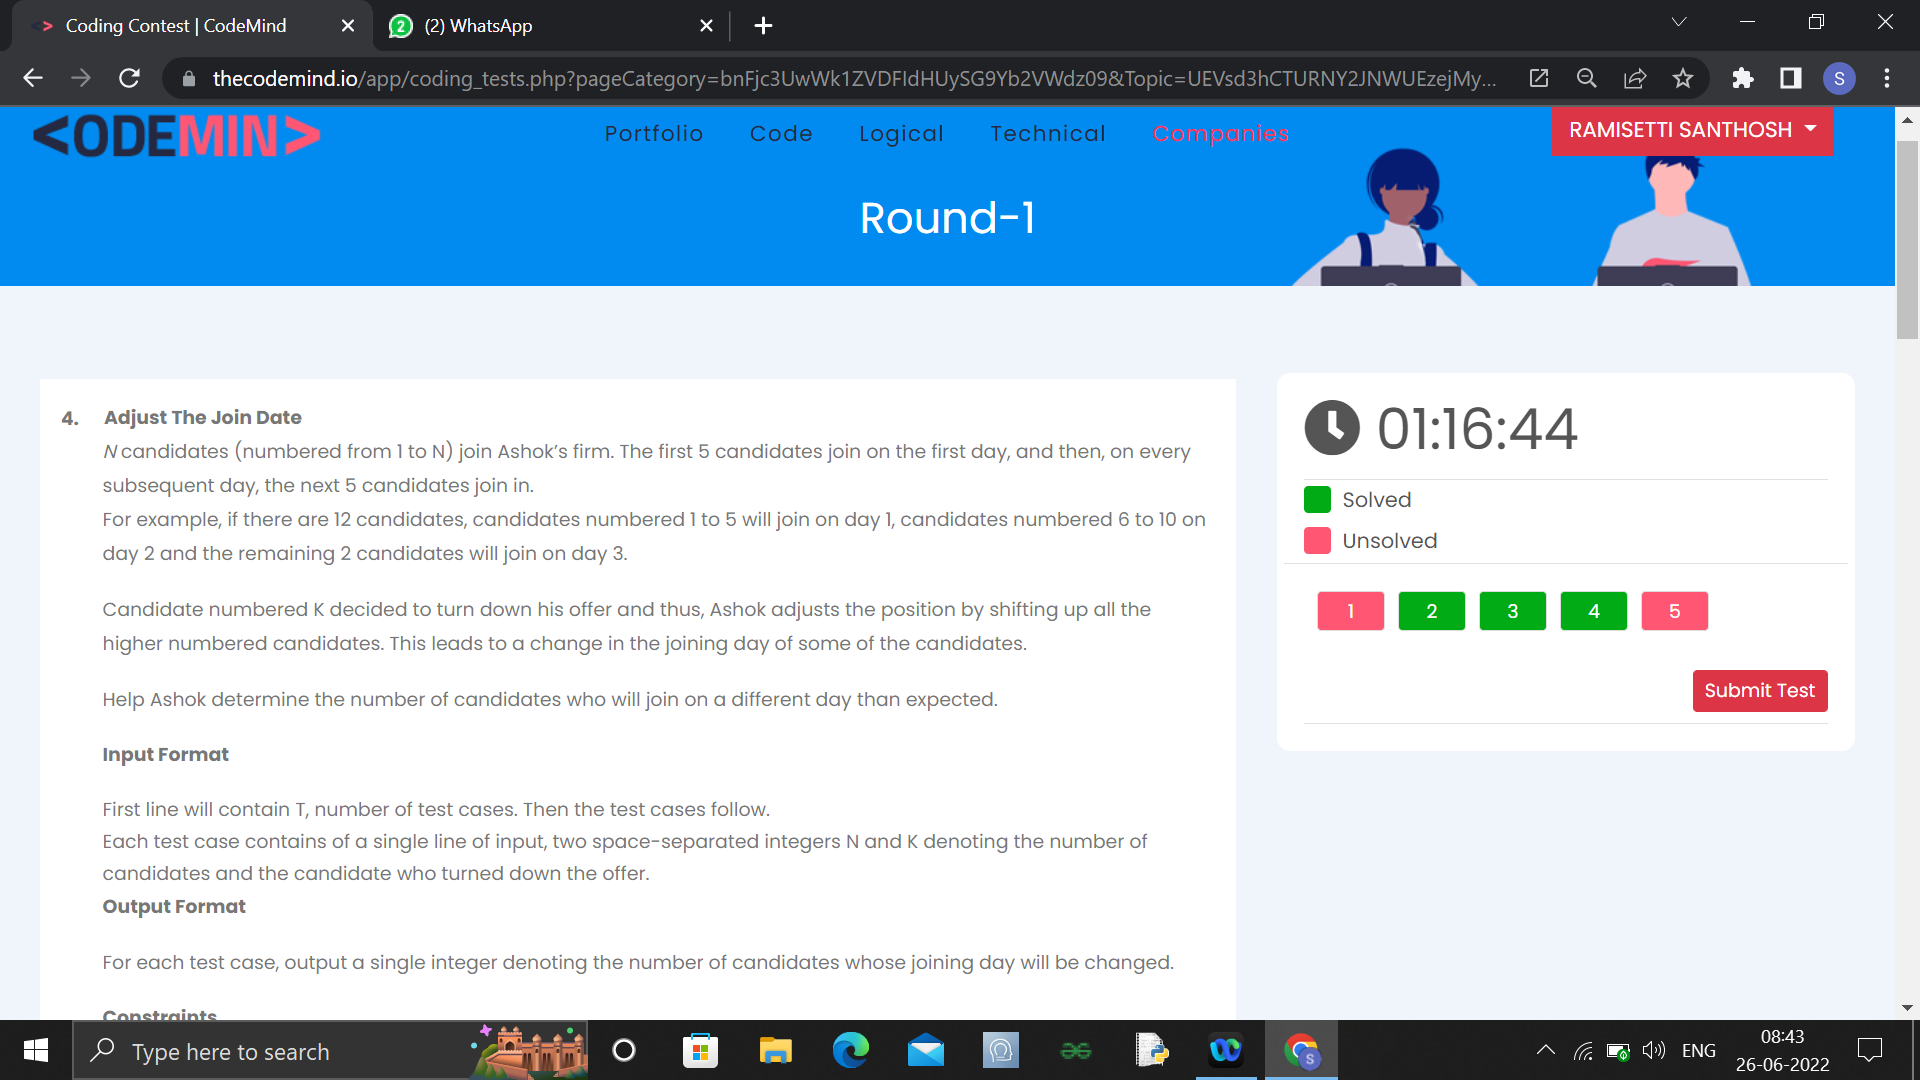 Coding Contest | CodeMind
(2) WhatsApp
thecodemind.io/app/coding_tests.php?pageCategory=bnFjc3UwWk1ZVDFIdHUySG9Yb2VWdz09&Topic=UEVsd3hCTURNY2JNWUEzejMy...
S
<ODEMIN>
Portfolio
Code
Logical
Technical
Companies
RAMISETTI SANTHOSH
Round-1
4. Adjust The Join Date
N candidates (numbered from 1 to N) join Ashok's firm. The first 5 candidates join on the first day, and then, on every
subsequent day, the next 5 candidates join in.
For example, if there are 12 candidates, candidates numbered 1 to 5 will join on day 1, candidates numbered 6 to 10 on
day 2 and the remaining 2 candidates will join on day 3.
Candidate numbered K decided to turn down his offer and thus, Ashok adjusts the position by shifting up all the
higher numbered candidates. This leads to a change in the joining day of some of the candidates.
Help Ashok determine the number of candidates who will join on a different day than expected.
Input Format
First line will contain T, number of test cases. Then the test cases follow.
Each test case contains of a single line of input, two space-separated integers N and K denoting the number of
candidates and the candidate who turned down the offer.
Output Format
For each test case, output a single integer denoting the number of candidates whose joining day will be changed.
Constraints
01:16:44
Solved
Unsolved
1 2 3 4 5
Submit Test
Type here to search
S
ENG
08:43
26-06-2022